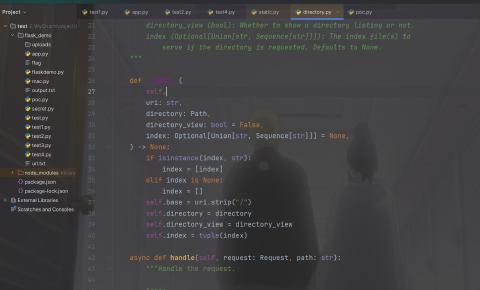 Project
test1.py
app.py
test2.py
test4.py
static.py
directory.py
poc.py
test
flask_demo
uploads
app.py
flag
flaskdemo.py
mac.py
output.txt
poc.py
secret.py
test.py
test1.py
test2.py
test3.py
test4.py
url.txt
node_modules library
package.json
package-lock.json
External Libraries
Scratches and Consoles
directory_view (bool): Whether to show a directory listing or not.
index (Optional[Union[str, Sequence[str]]]): The index file(s) to
serve if the directory is requested. Defaults to None.
"""
def (
self,
uri: str,
directory: Path,
directory_view: bool = False,
index: Optional[Union[str, Sequence[str]]] = None,
) -> None:
if isinstance(index, str):
index = [index]
elif index is None:
index = []
self.base = uri.strip("/")
self.directory = directory
self.directory_view = directory_view
self.index = tuple(index)
async def handle(self, request: Request, path: str):
"""Handle the request.